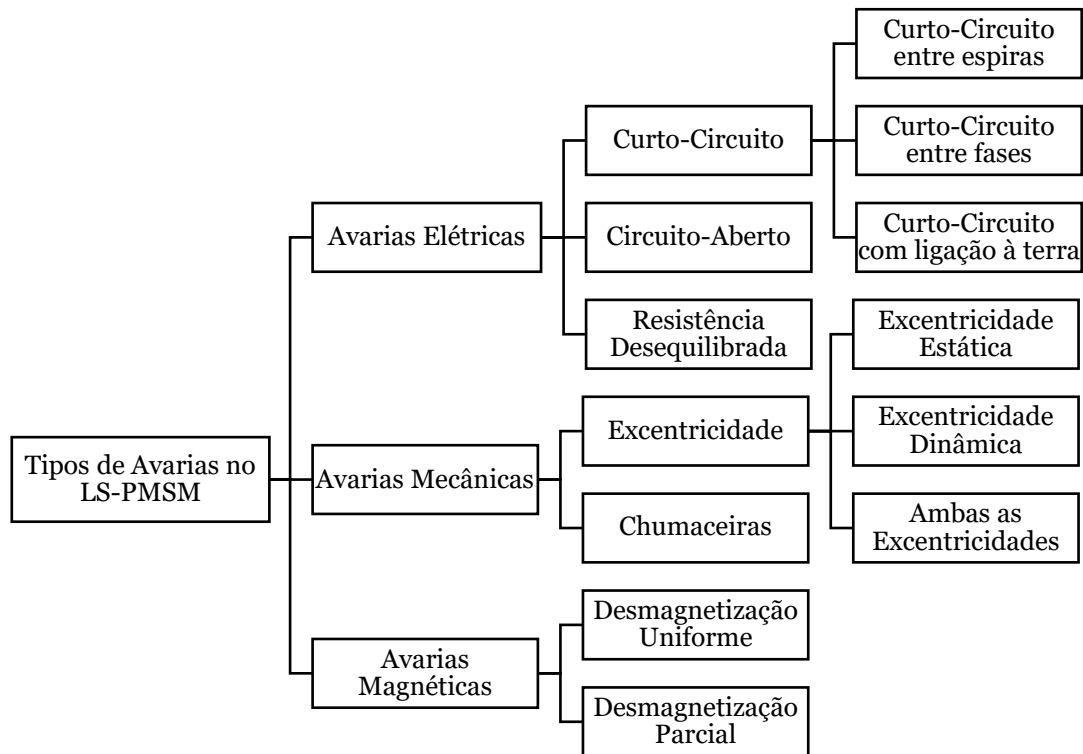 Tipos de Avarias no
LS-PMSM
Avarias Elétricas
Curto-Circuito
Curto-Circuito
entre espiras
Curto-Circuito
entre fases
Curto-Circuito
com ligação à terra
Circuito-Aberto
Resistência
Desequilibrada
Avarias Mecânicas
Excentricidade
Excentricidade
Estática
Excentricidade
Dinâmica
Ambas as
Excentricidades
Chumaceiras
Avarias
Magnéticas
Desmagnetização
Uniforme
Desmagnetização
Parcial